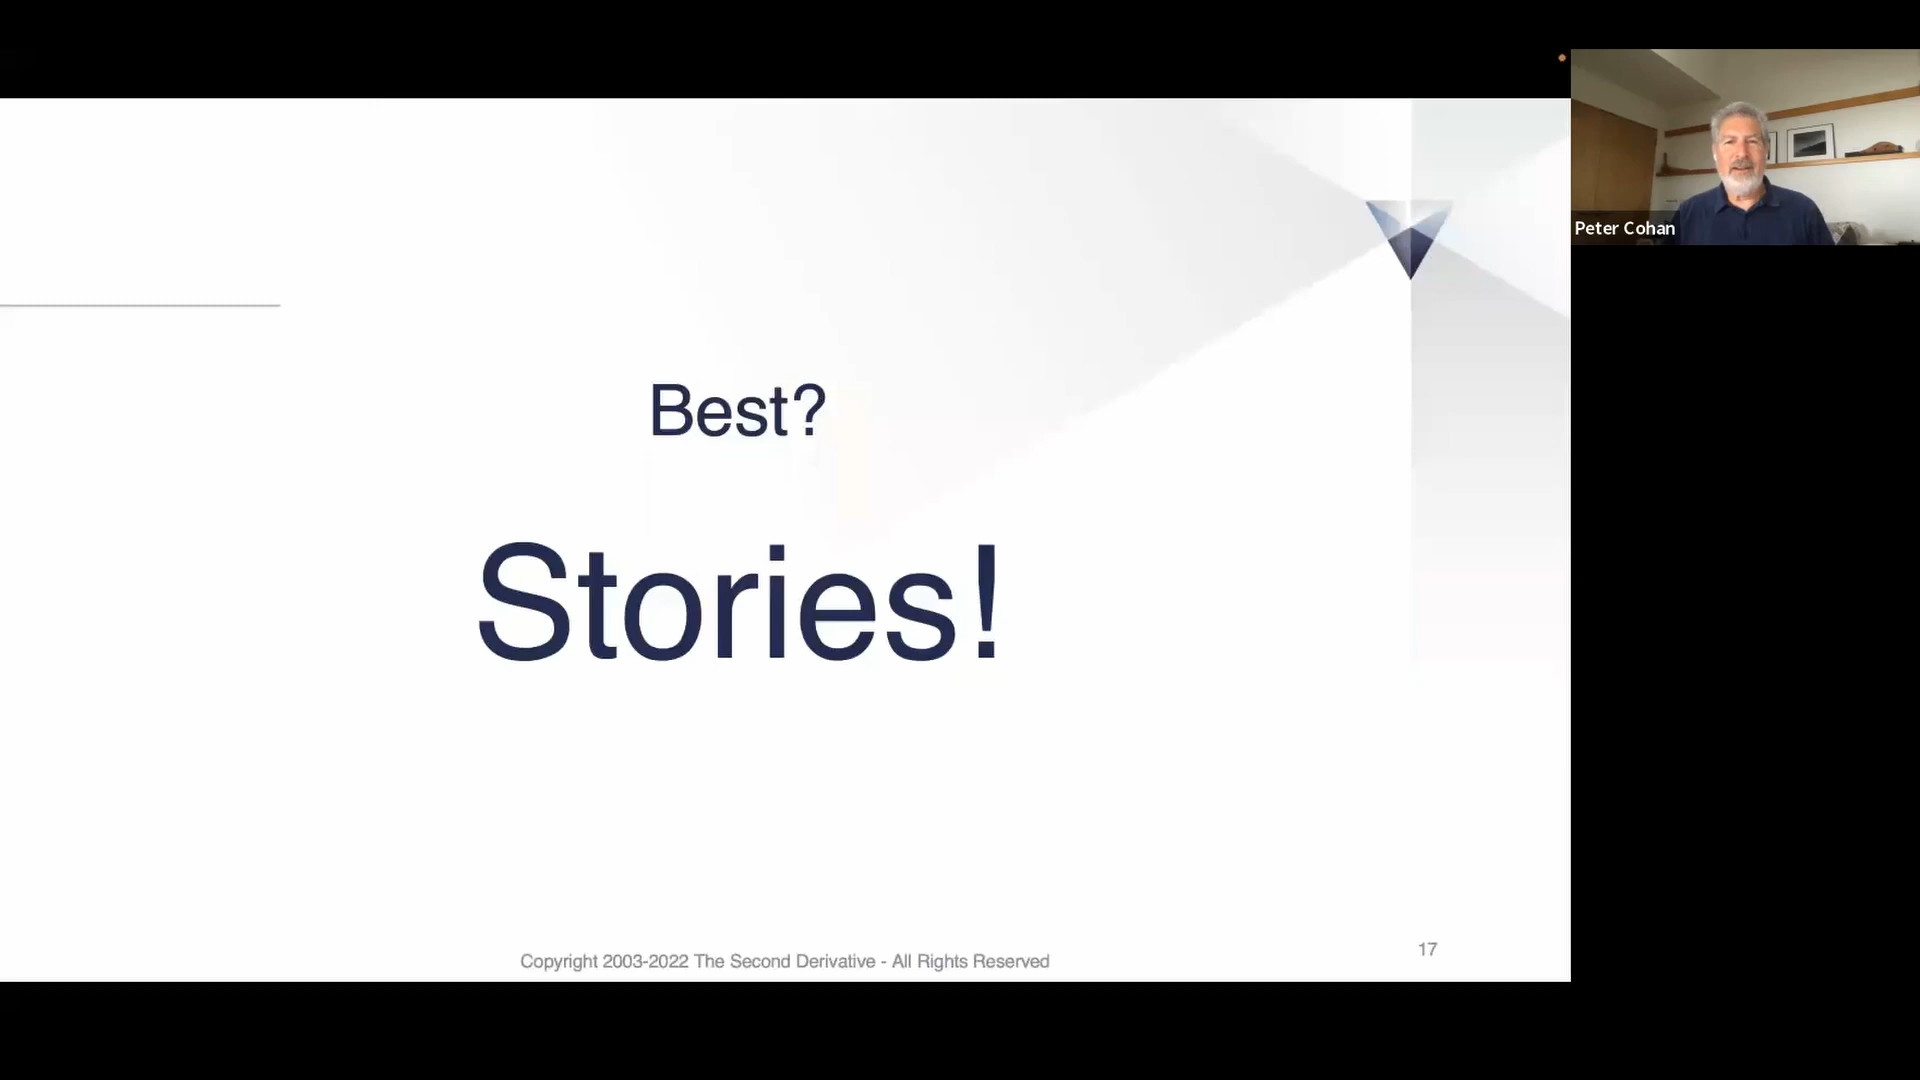 Peter Cohan
Best?
Stories!
Copyright 2003-2022 The Second Derivative - All Rights Reserved
17